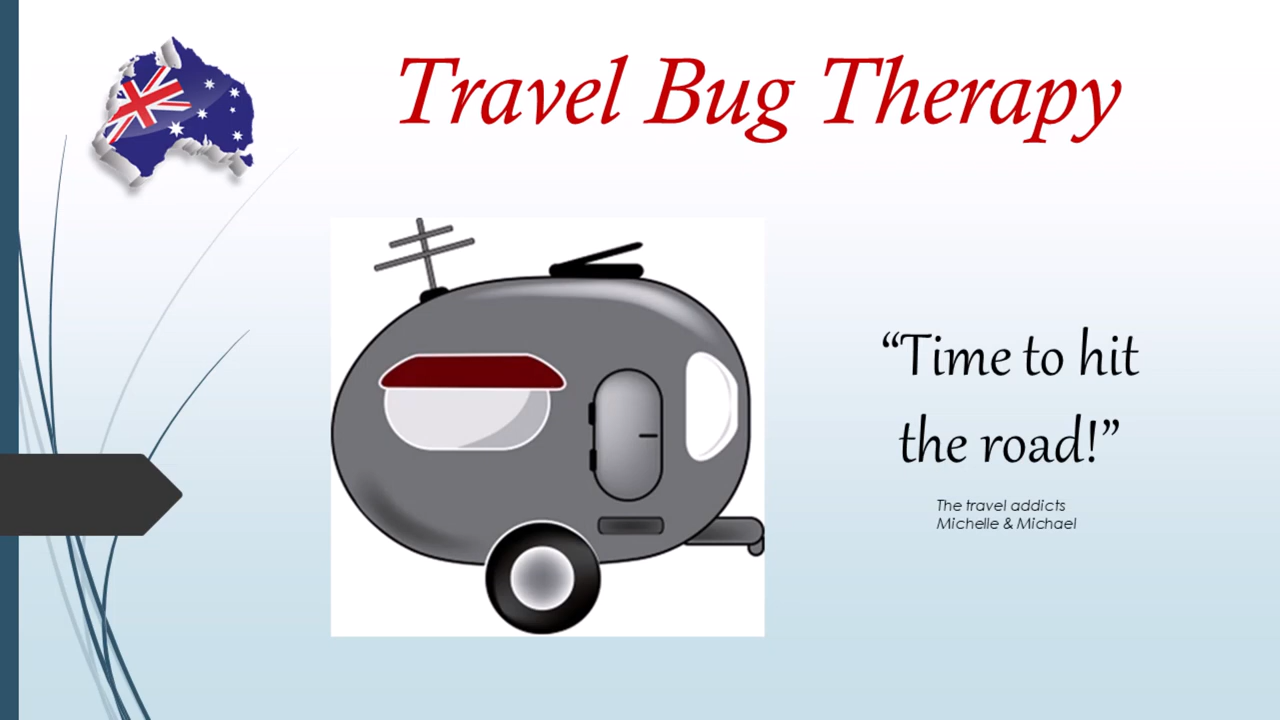 Travel Bug Therapy
“Time to hit
the road!”
The travel addicts
Michelle & Michael